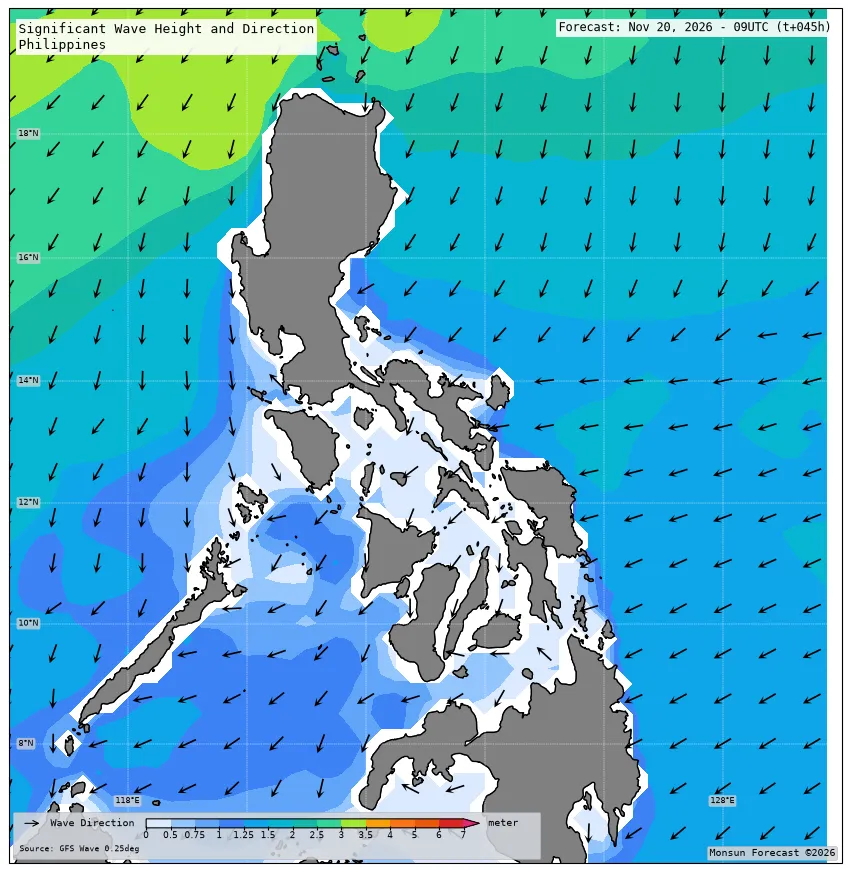 Significant Wave Height and Direction
Philippines
Forecast: Nov 20, 2026 - 09UTC (t+045h)
18°N
16°N
14°N
12°N
10°N
8°N
118°E
128°E
Wave Direction
0 0.5 0.75 1 1.25 1.5 2 2.5 3 3.5 4 5 6 7
meter
Source: GFS Wave 0.25deg
Monsun Forecast ©2026